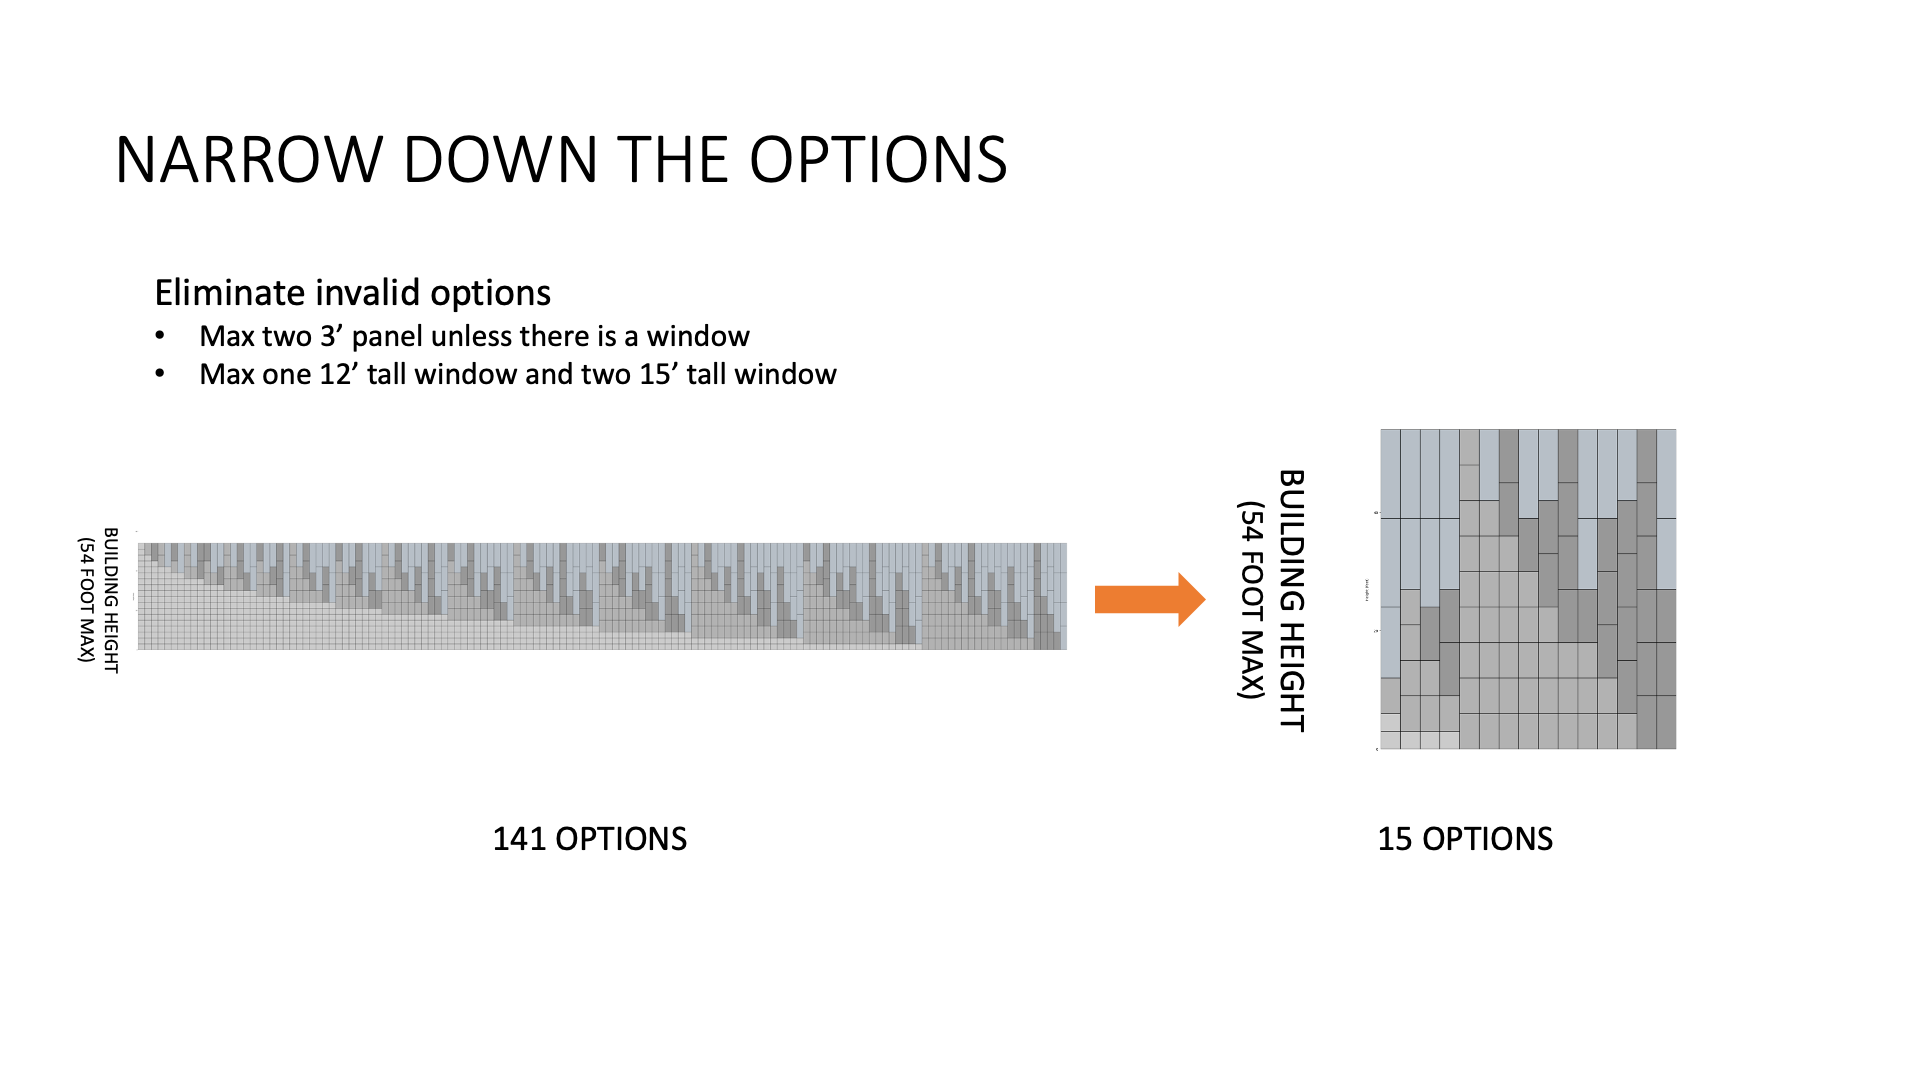 NARROW DOWN THE OPTIONS
Eliminate invalid options
• Max two 3’ panel unless there is a window
• Max one 12’ tall window and two 15’ tall window
BUILDING HEIGHT
(54 FOOT MAX)
BUILDING HEIGHT
(54 FOOT MAX)
141 OPTIONS
15 OPTIONS